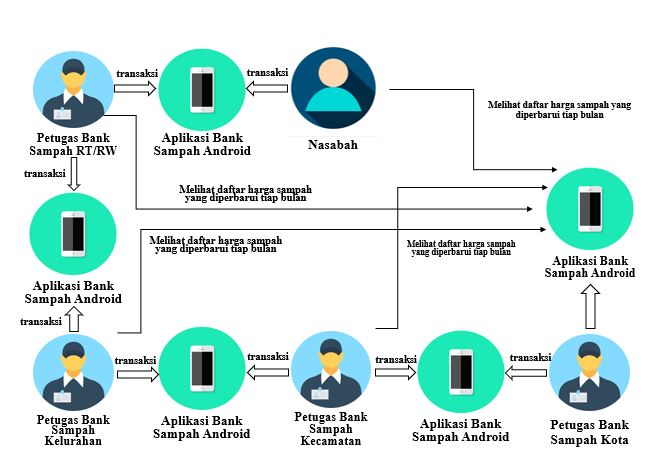 transaksi
transaksi
Petugas Bank
Sampah RT/RW
Aplikasi Bank
Sampah Android
Nasabah
Melihat daftar harga sampah yang
diperbarui tiap bulan
transaksi
Melihat daftar harga sampah
yang diperbarui tiap bulan
Melihat daftar harga sampah
yang diperbarui tiap bulan
Melihat daftar harga sampah
yang diperbarui tiap bulan
Aplikasi Bank
Sampah Android
Aplikasi Bank
Sampah Android
transaksi
transaksi
transaksi
transaksi
transaksi
Petugas Bank
Sampah
Kelurahan
Aplikasi Bank
Sampah Android
Petugas Bank
Sampah
Kecamatan
Aplikasi Bank
Sampah Android
Petugas Bank
Sampah Kota